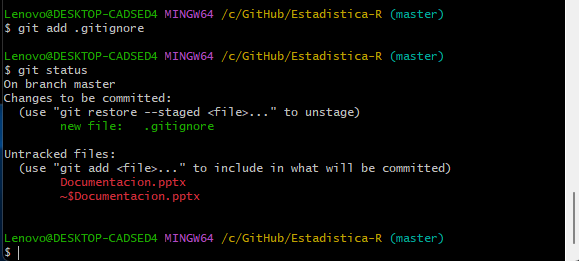 Lenovo@DESKTOP-CADSED4 MINGW64 /c/GitHub/Estadistica-R (master)
$ git add .gitignore

Lenovo@DESKTOP-CADSED4 MINGW64 /c/GitHub/Estadistica-R (master)
$ git status
On branch master
Changes to be committed:
  (use "git restore --staged <file>..." to unstage)
        new file:   .gitignore

Untracked files:
  (use "git add <file>..." to include in what will be committed)
        Documentacion.pptx
        ~$Documentacion.pptx


Lenovo@DESKTOP-CADSED4 MINGW64 /c/GitHub/Estadistica-R (master)
$